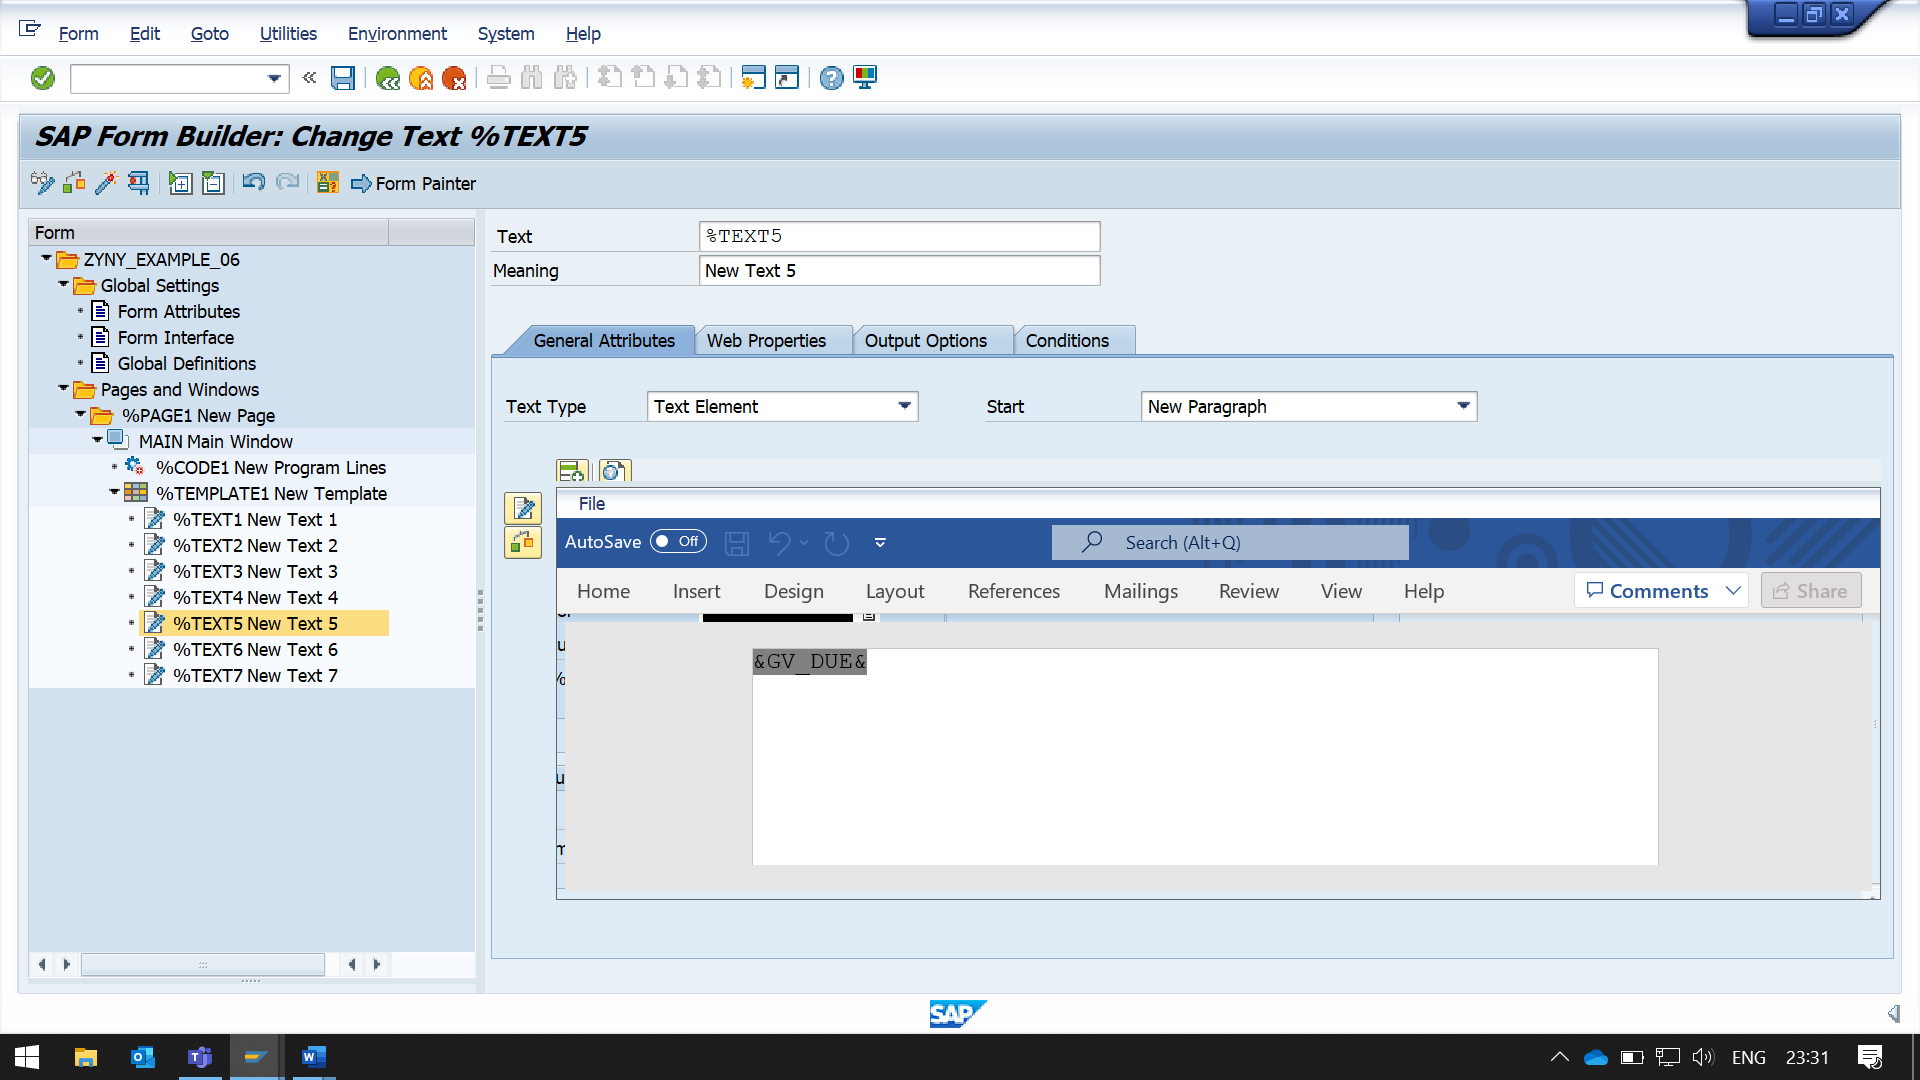 Form Edit Goto Utilities Environment System Help
SAP Form Builder: Change Text %TEXT5
Form Painter
Form
ZYNY_EXAMPLE_06
Global Settings
Form Attributes
Form Interface
Global Definitions
Pages and Windows
%PAGE1 New Page
MAIN Main Window
%CODE1 New Program Lines
%TEMPLATE1 New Template
%TEXT1 New Text 1
%TEXT2 New Text 2
%TEXT3 New Text 3
%TEXT4 New Text 4
%TEXT5 New Text 5
%TEXT6 New Text 6
%TEXT7 New Text 7
Text %TEXT5
Meaning New Text 5
General Attributes Web Properties Output Options Conditions
Text Type Text Element Start New Paragraph
File
AutoSave Off Search (Alt+Q)
Home Insert Design Layout References Mailings Review View Help Comments Share
&GV_DUE&
SAP
ENG 23:31